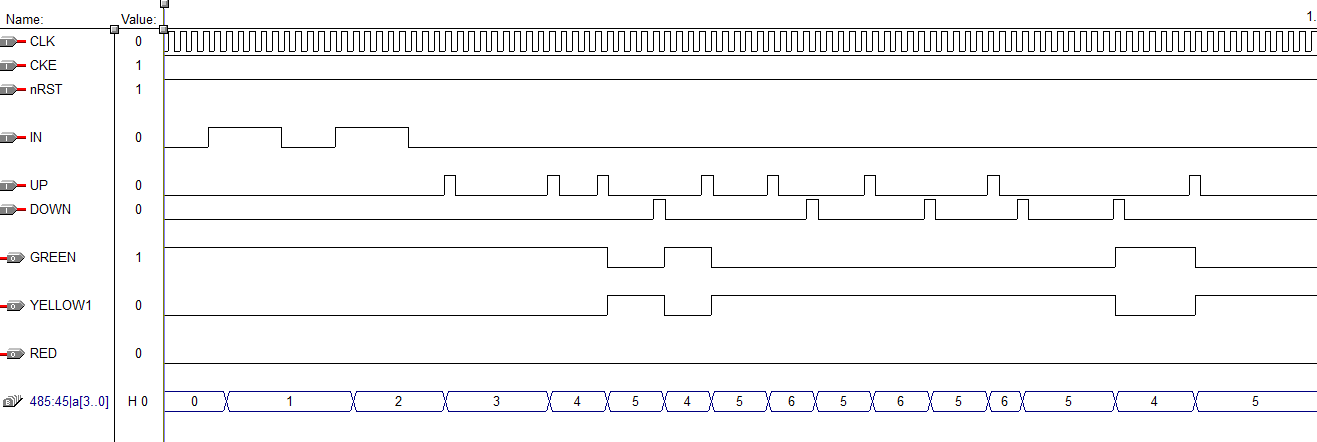 Name: Value: 1.
CLK 0
CKE 1
nRST 1
IN 0
UP 0
DOWN 0
GREEN 1
YELLOW1 0
RED 0
485:45|a[3..0] H 0 0 1 2 3 4 5 4 5 6 5 6 5 6 5 4 5